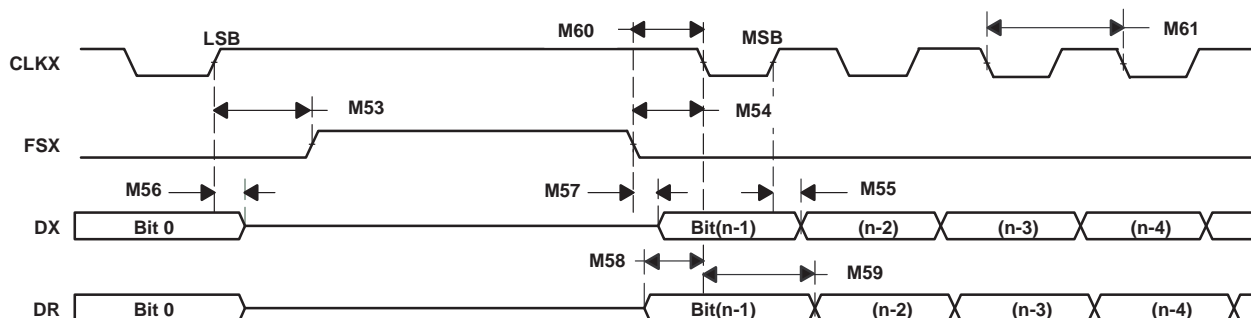 M60
LSB
MSB
M61
CLKX
M53
M54
FSX
M56
M57
M55
DX
Bit 0
Bit(n-1)
(n-2)
(n-3)
(n-4)
M58
M59
DR
Bit 0
Bit(n-1)
(n-2)
(n-3)
(n-4)